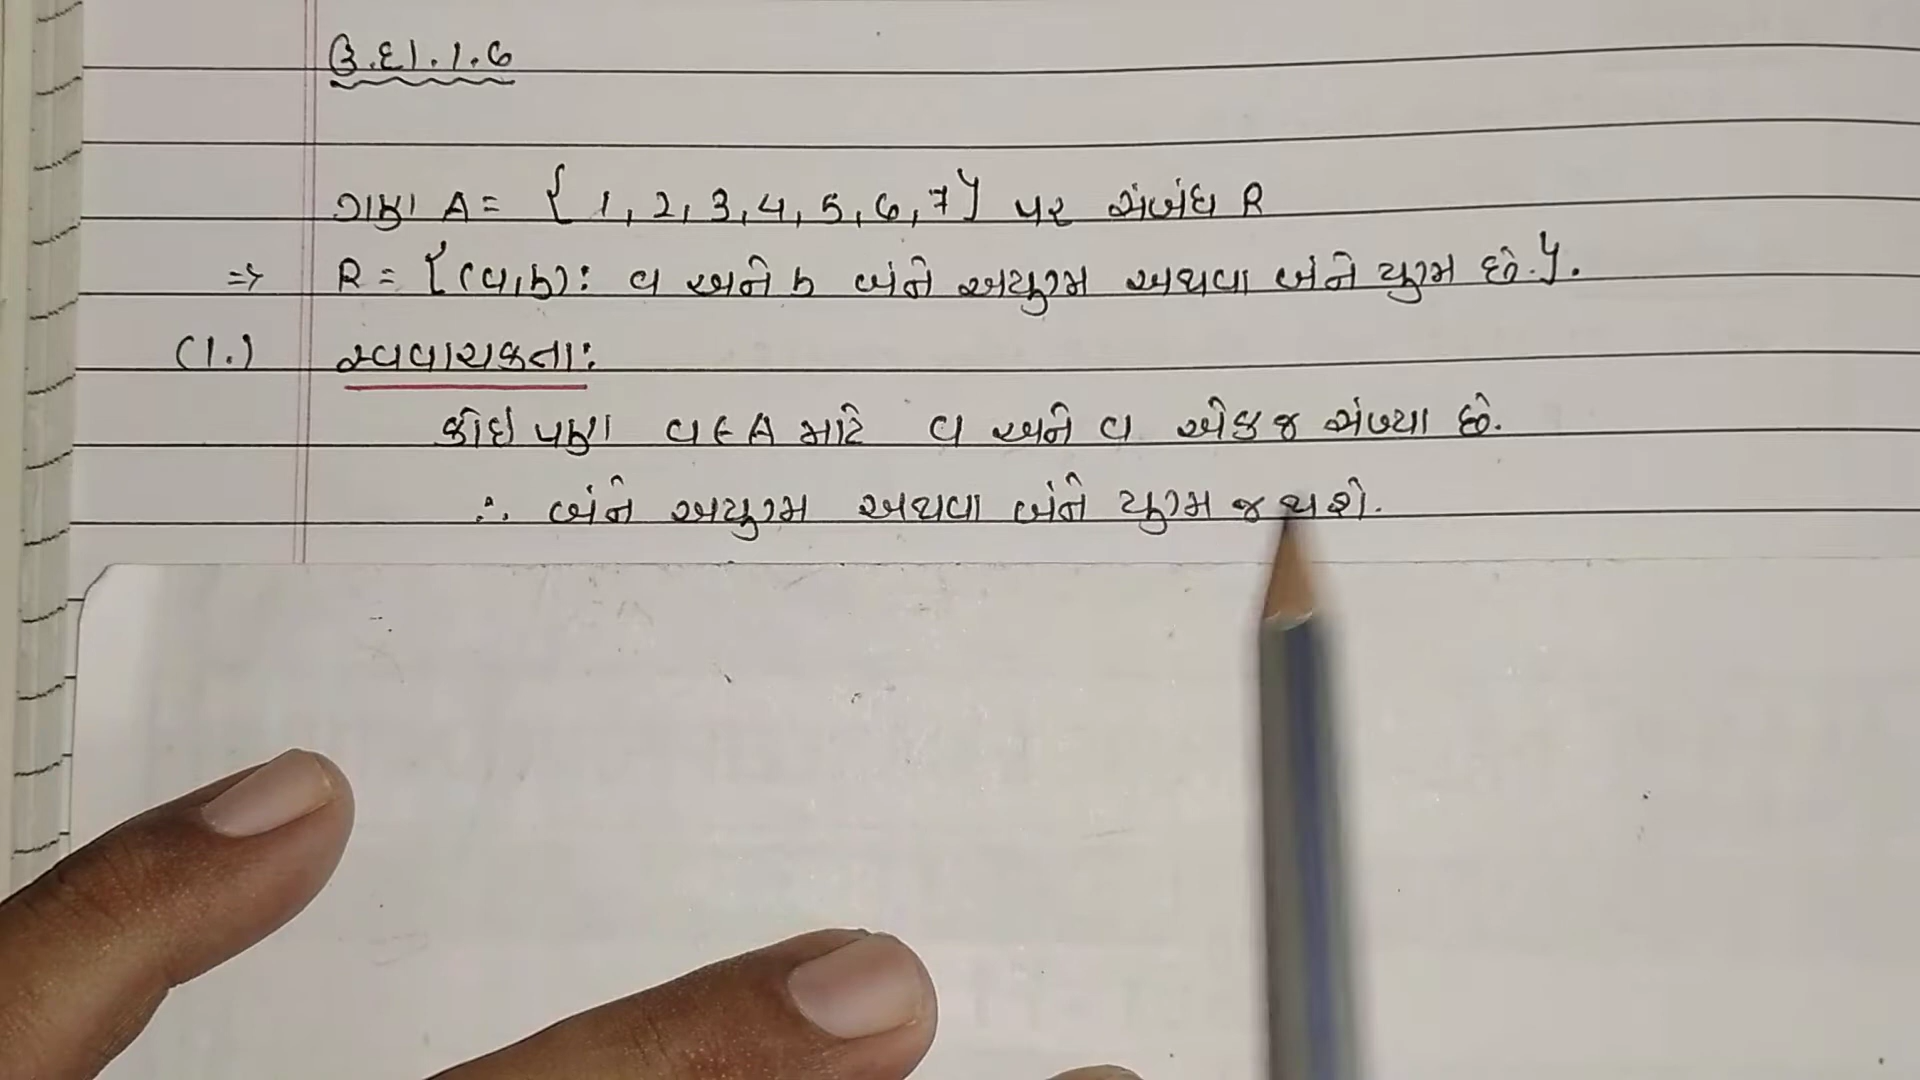 ઉ.દા.1.6
ગણ A = { 1, 2, 3, 4, 5, 6, 7} પર સંબંધ R
=> R = {(a,b): a અને b બંને અયુગ્મ અથવા બંને યુગ્મ છે.}.
(1.) સ્વવાચકતા:
કોઈ પણ a ∈ A માટે a અને a એક જ સંખ્યા છે.
∴ બંને અયુગ્મ અથવા બંને યુગ્મ જ થશે.